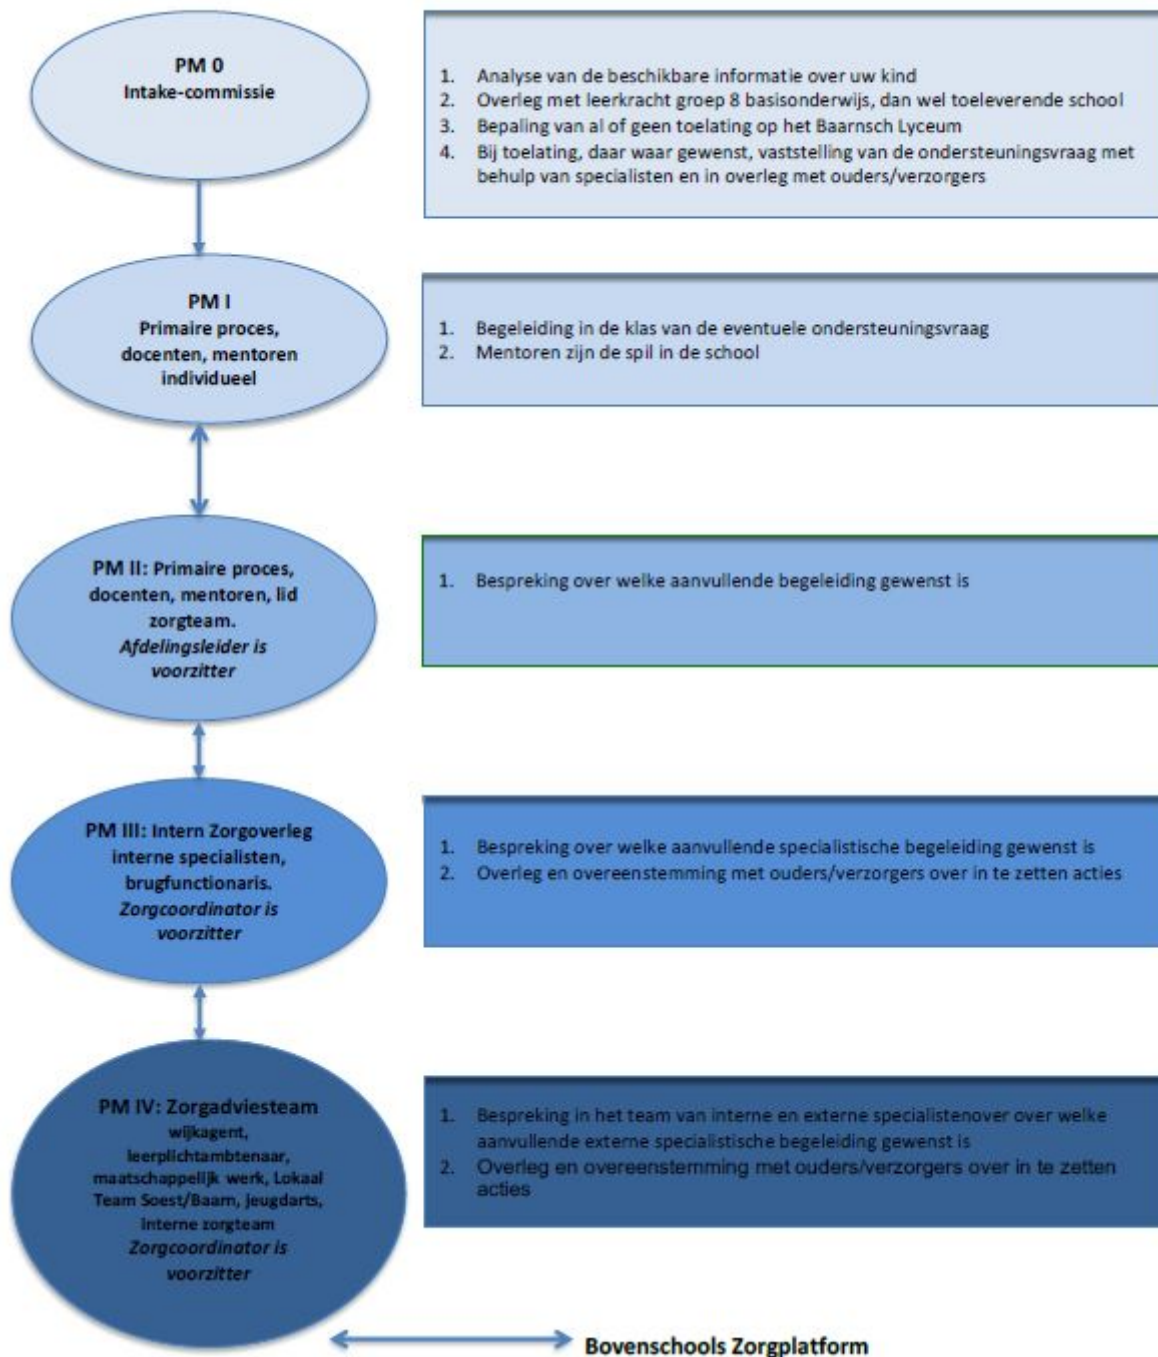 PM 0
Intake-commissie
1. Analyse van de beschikbare informatie over uw kind
2. Overleg met leerkracht groep 8 basisonderwijs, dan wel toeleverende school
3. Bepaling van al of geen toelating op het Baarnsch Lyceum
4. Bij toelating, daar waar gewenst, vaststelling van de ondersteuningsvraag met
behulp van specialisten en in overleg met ouders/verzorgers
PM I
Primaire proces,
docenten, mentoren
individueel
1. Begeleiding in de klas van de eventuele ondersteuningsvraag
2. Mentoren zijn de spil in de school
PM II: Primaire proces,
docenten, mentoren, lid
zorgteam.
Afdelingsleider is
voorzitter
1. Bespreking over welke aanvullende begeleiding gewenst is
PM III: Intern Zorgoverleg
interne specialisten,
brugfunctionaris.
Zorgcoordinator is
voorzitter
1. Bespreking over welke aanvullende specialistische begeleiding gewenst is
2. Overleg en overeenstemming met ouders/verzorgers over in te zetten acties
PM IV: Zorgadviesteam
wijkagent,
leerplichtambtenaar,
maatschappelijk werk, Lokaal
Team Soest/Baarn, jeugdarts,
interne zorgteam
Zorgcoordinator is
voorzitter
1. Bespreking in het team van interne en externe specialistenover over welke
aanvullende externe specialistische begeleiding gewenst is
2. Overleg en overeenstemming met ouders/verzorgers over in te zetten
acties
Bovenschools Zorgplatform